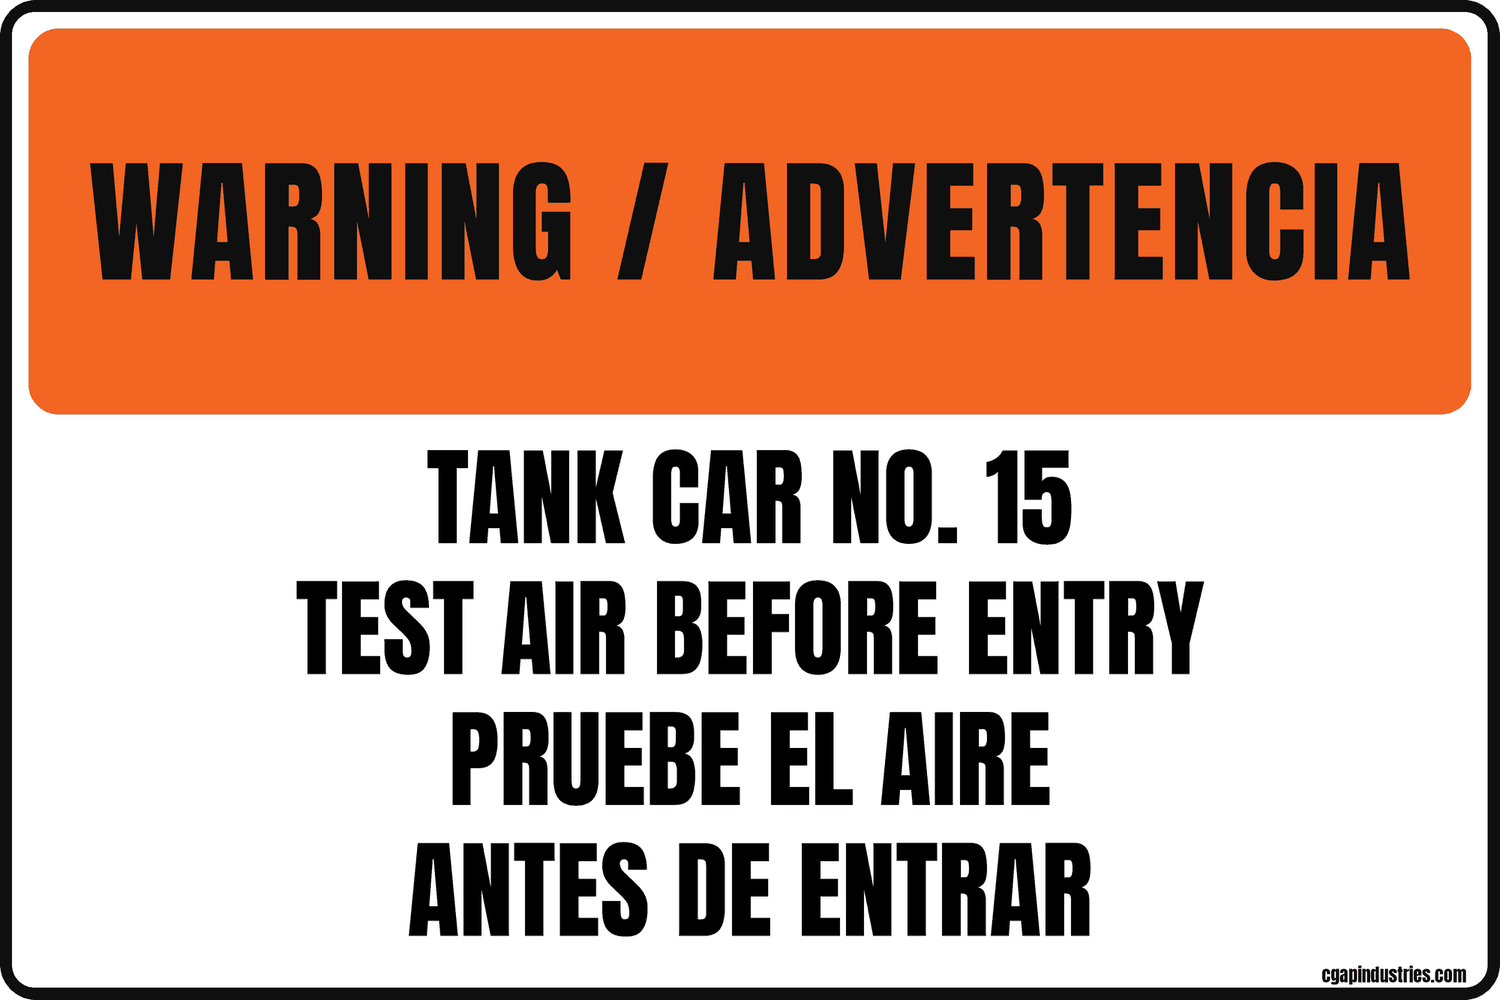 WARNING / ADVERTENCIA
TANK CAR NO. 15
TEST AIR BEFORE ENTRY
PRUEBE EL AIRE
ANTES DE ENTRAR
cgapindustries.com